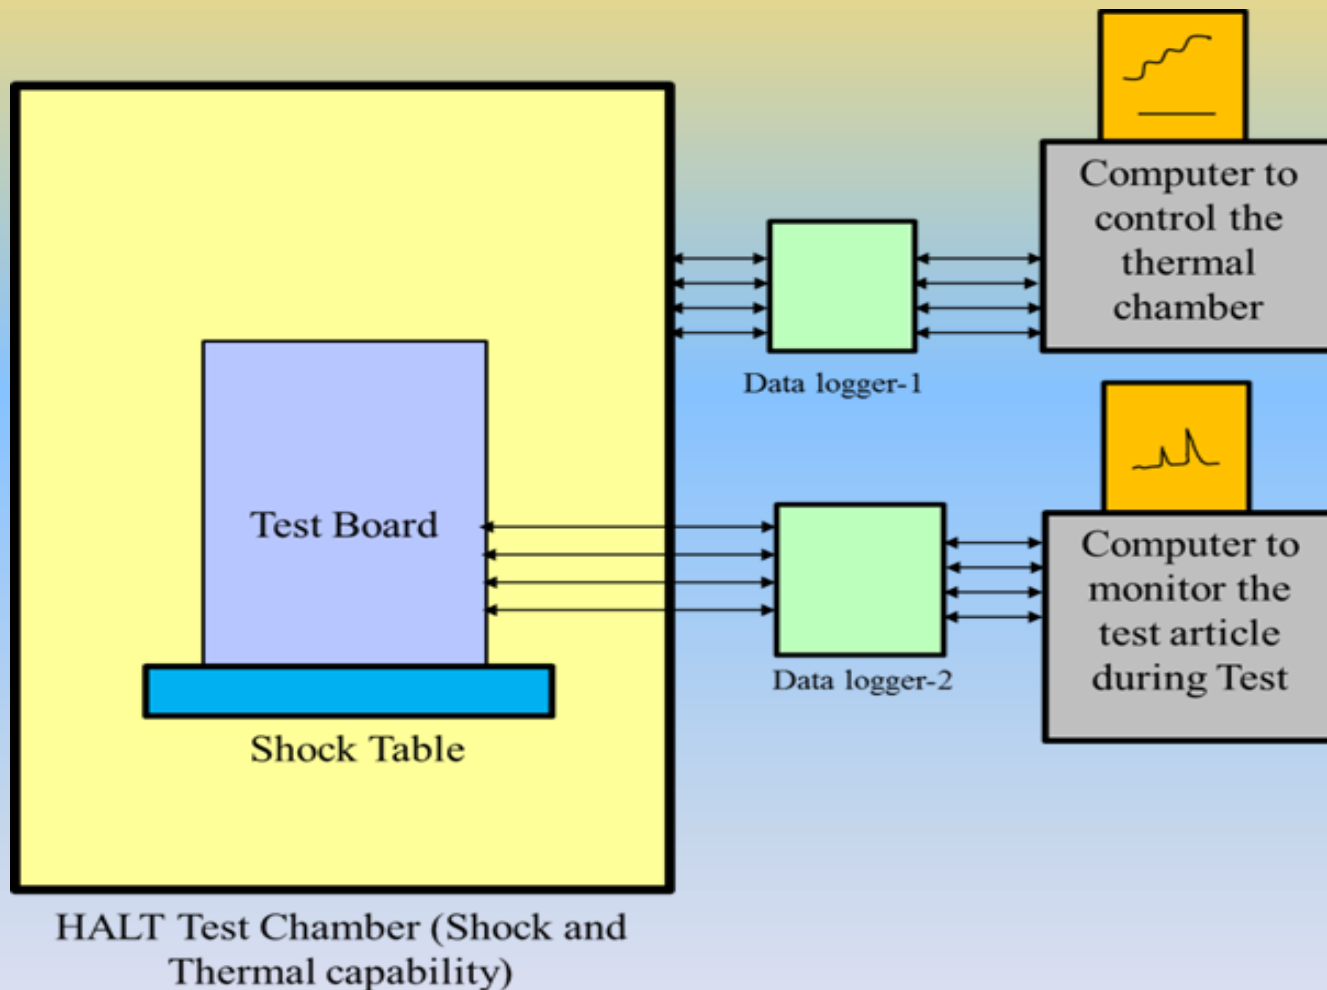 Computer to
control the
thermal
chamber
Data logger-1
Test Board
Computer to
monitor the
test article
during Test
Data logger-2
Shock Table
HALT Test Chamber (Shock and
Thermal capability)